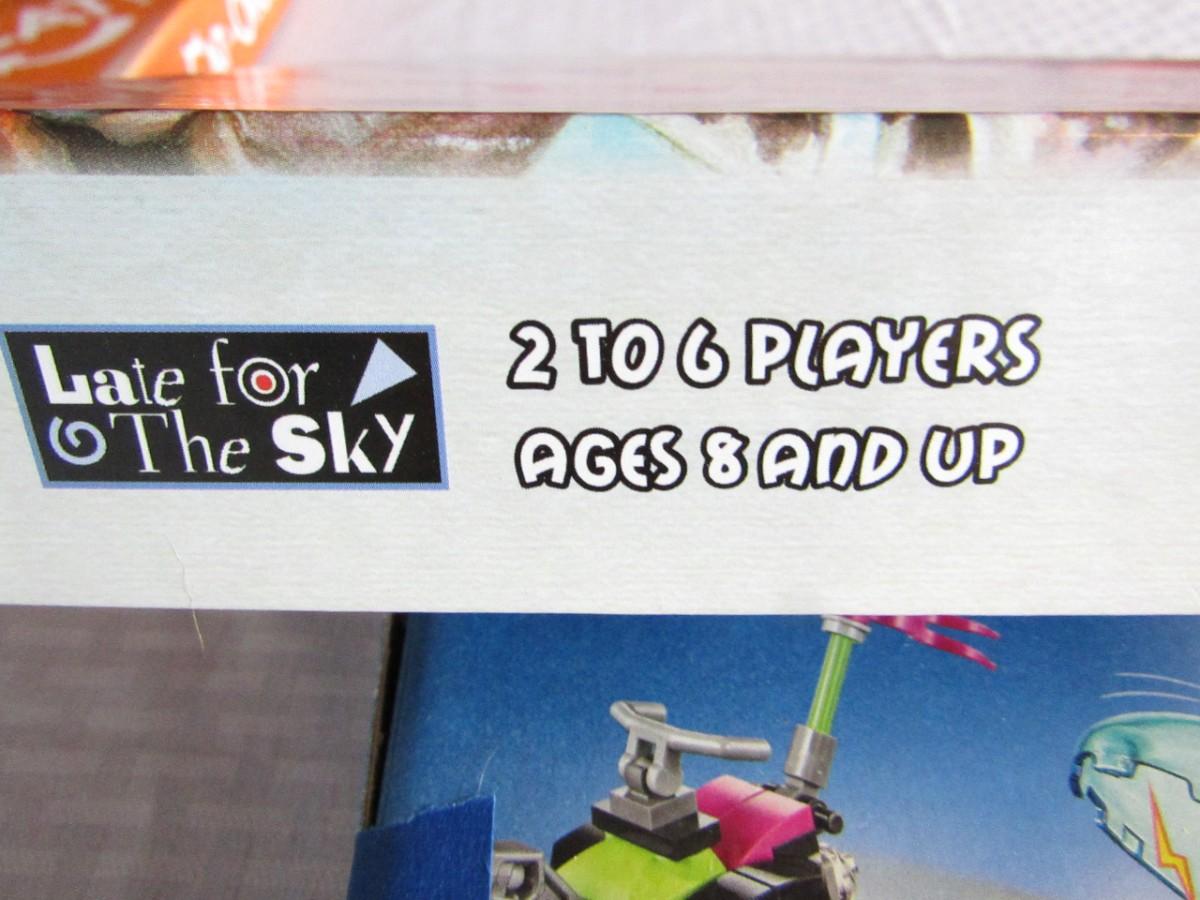 Late for
The Sky
2 TO 6 PLAYERS
AGES 8 AND UP